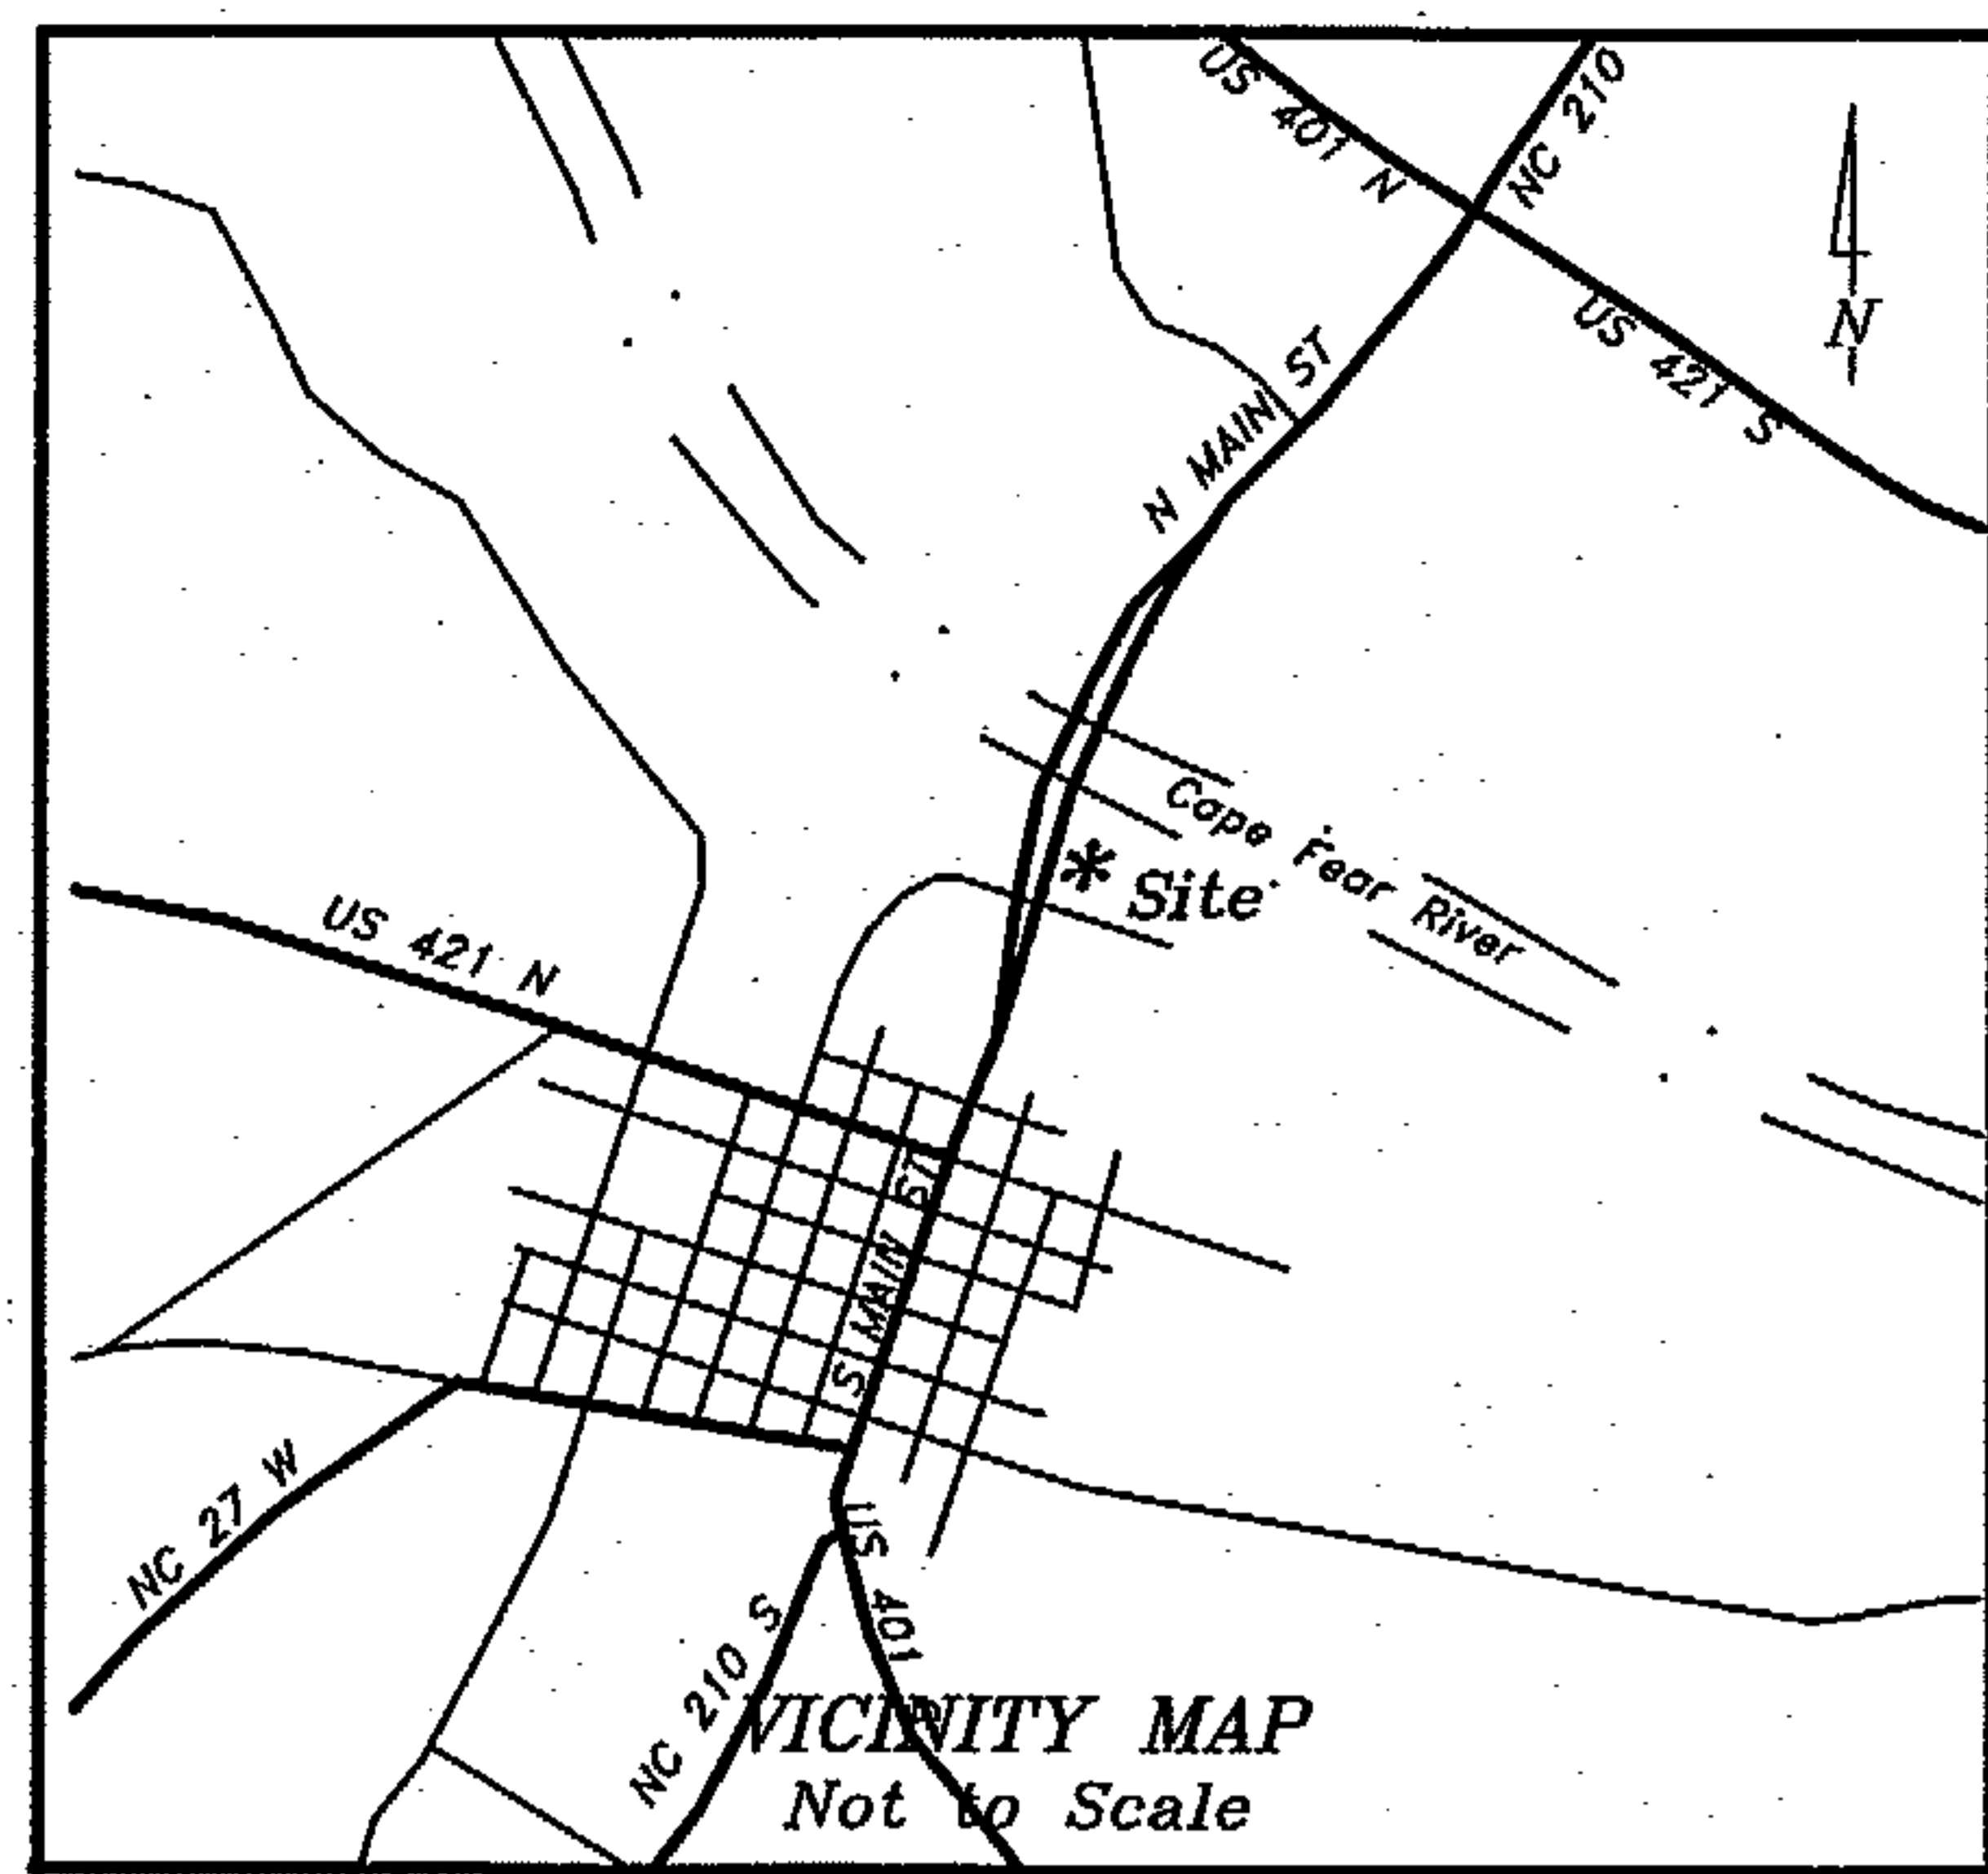 US 401 N
NC 210
US 421 S
N
N MAIN ST
Cape Fear River
* Site
US 421 N
S MAIN ST
NC 27 W
US 401 S
NC 210 S
VICINITY MAP
Not to Scale